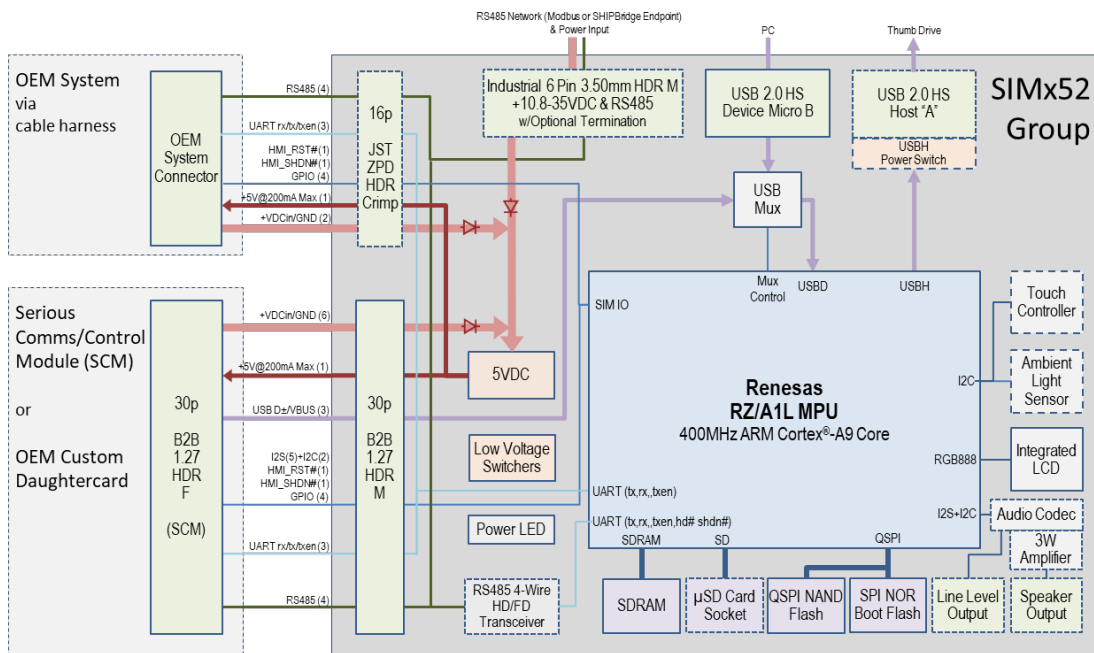 RS485 Network (Modbus or SHIPBridge Endpoint)
& Power Input
PC
Thumb Drive
OEM System
via
cable harness
OEM
System
Connector
RS485 (4)
UART rx/tx/txen (3)
HMI_RST# (1)
HMI_SHDN# (1)
GPIO (4)
+5V@200mA Max (1)
+VDCin/GND (2)
16p
JST
ZPD
HDR
Crimp
Industrial 6 Pin 3.50mm HDR M
+10.8-35VDC & RS485
w/Optional Termination
USB 2.0 HS
Device Micro B
USB 2.0 HS
Host “A”
USBH
Power Switch
SIMx52
Group
USB
Mux
Serious
Comms/Control
Module (SCM)
or
OEM Custom
Daughtercard
30p
B2B
1.27
HDR
F
(SCM)
+VDCin/GND (6)
+5V@200mA Max (1)
USB D±/VBUS (3)
I2S(5)+I2C(2)
HMI_RST# (1)
HMI_SHDN# (1)
GPIO (4)
UART rx/tx/txen (3)
RS485 (4)
30p
B2B
1.27
HDR
M
5VDC
Low Voltage
Switchers
Power LED
RS485 4-Wire
HD/FD
Transceiver
SIM IO
Mux
Control
USBD
USBH
Renesas
RZ/A1L MPU
400MHz ARM Cortex®-A9 Core
I2C
RGB888
I2S+I2C
UART (tx,rx,,txen)
UART (tx,rx,,txen,hd# shdn#)
SDRAM
SD
QSPI
Touch
Controller
Ambient
Light
Sensor
Integrated
LCD
Audio Codec
3W
Amplifier
SDRAM
µSD Card
Socket
QSPI NAND
Flash
SPI NOR
Boot Flash
Line Level
Output
Speaker
Output